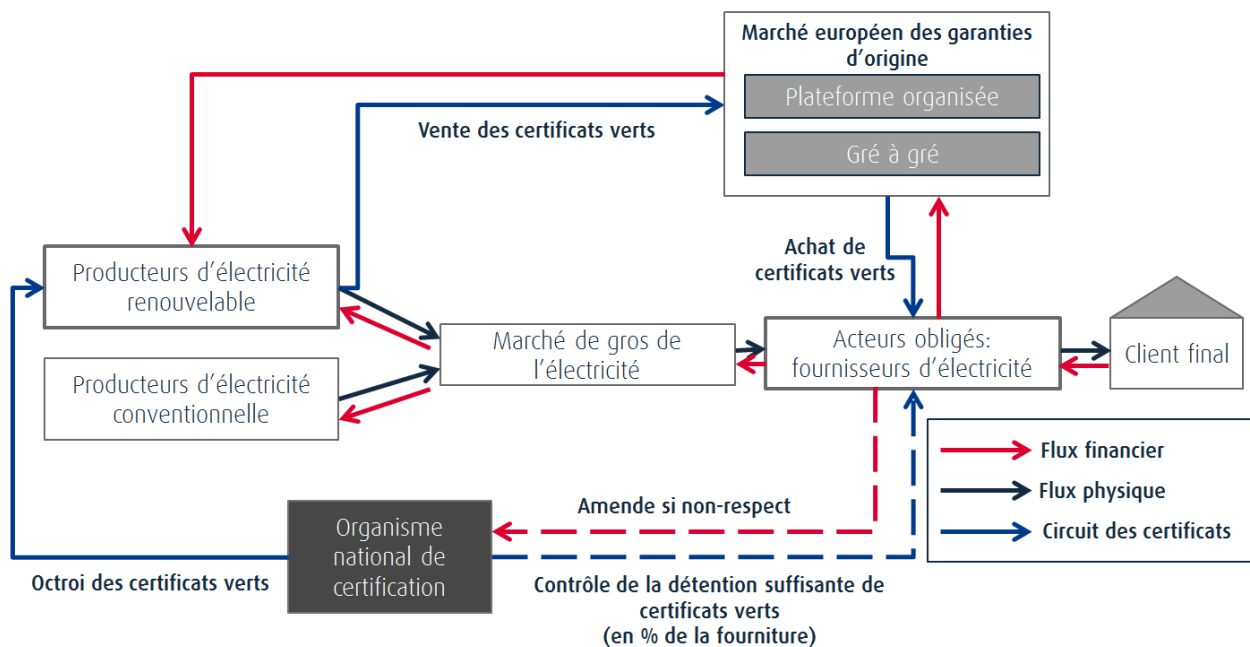 Marché européen des garanties
d’origine
Plateforme organisée
Gré à gré
Vente des certificats verts
Achat de
certificats verts
Producteurs d’électricité
renouvelable
Marché de gros de
l’électricité
Acteurs obligés:
fournisseurs d’électricité
Client final
Producteurs d’électricité
conventionnelle
Flux financier
Flux physique
Circuit des certificats
Amende si non-respect
Organisme
national de
certification
Octroi des certificats verts
Contrôle de la détention suffisante de
certificats verts
(en % de la fourniture)